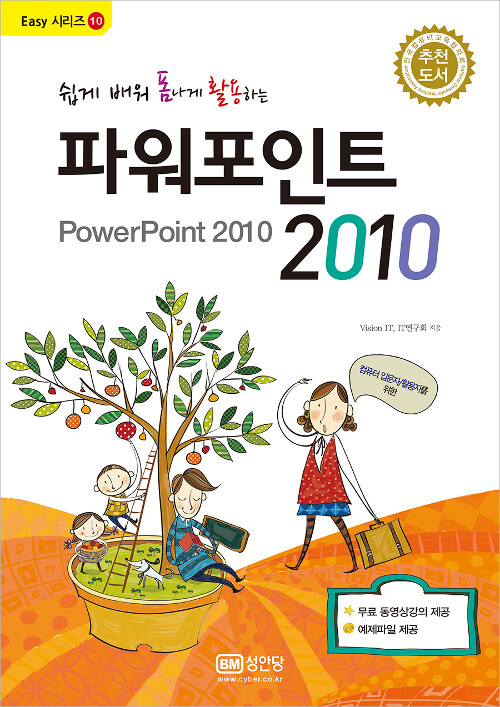 Easy 시리즈 10
추천
도서
쉽게 배워 폼나게 활용하는
파워포인트
PowerPoint 2010
2010
Vision IT, IT연구회 지음
컴퓨터 입문자/활용자를
위한
무료 동영상강의 제공
예제파일 제공
BM 성안당
www.cyber.co.kr